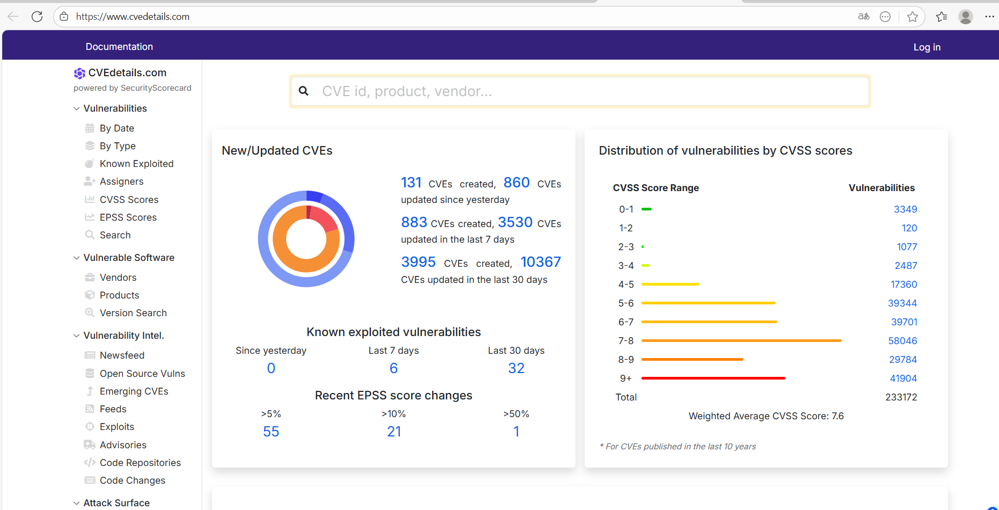 https://www.cvedetails.com
Documentation
Log in
CVEdetails.com
powered by SecurityScorecard
Vulnerabilities
By Date
By Type
Known Exploited
Assigners
CVSS Scores
EPSS Scores
Search
Vulnerable Software
Vendors
Products
Version Search
Vulnerability Intel.
Newsfeed
Open Source Vulns
Emerging CVEs
Feeds
Exploits
Advisories
Code Repositories
Code Changes
Attack Surface
CVE id, product, vendor...
New/Updated CVEs
131 CVEs created, 860 CVEs
updated since yesterday
883 CVEs created, 3530 CVEs
updated in the last 7 days
3995 CVEs created, 10367
CVEs updated in the last 30 days
Known exploited vulnerabilities
Since yesterday Last 7 days Last 30 days
0 6 32
Recent EPSS score changes
>5% >10% >50%
55 21 1
Distribution of vulnerabilities by CVSS scores
CVSS Score Range Vulnerabilities
0-1 3349
1-2 120
2-3 1077
3-4 2487
4-5 17360
5-6 39344
6-7 39701
7-8 58046
8-9 29784
9+ 41904
Total 233172
Weighted Average CVSS Score: 7.6
* For CVEs published in the last 10 years